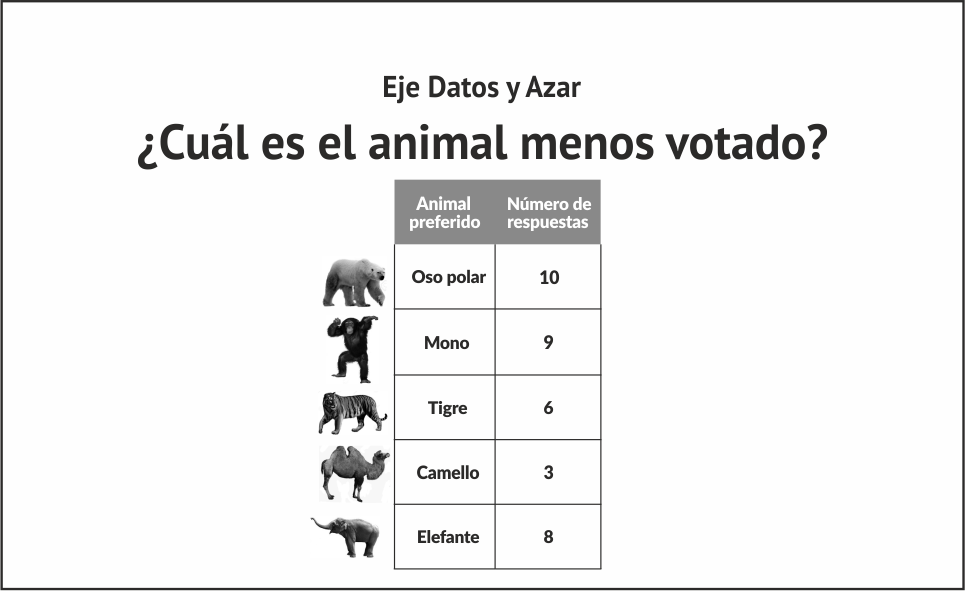 Eje Datos y Azar
¿Cuál es el animal menos votado?
Animal preferido Número de respuestas
Oso polar 10
Mono 9
Tigre 6
Camello 3
Elefante 8